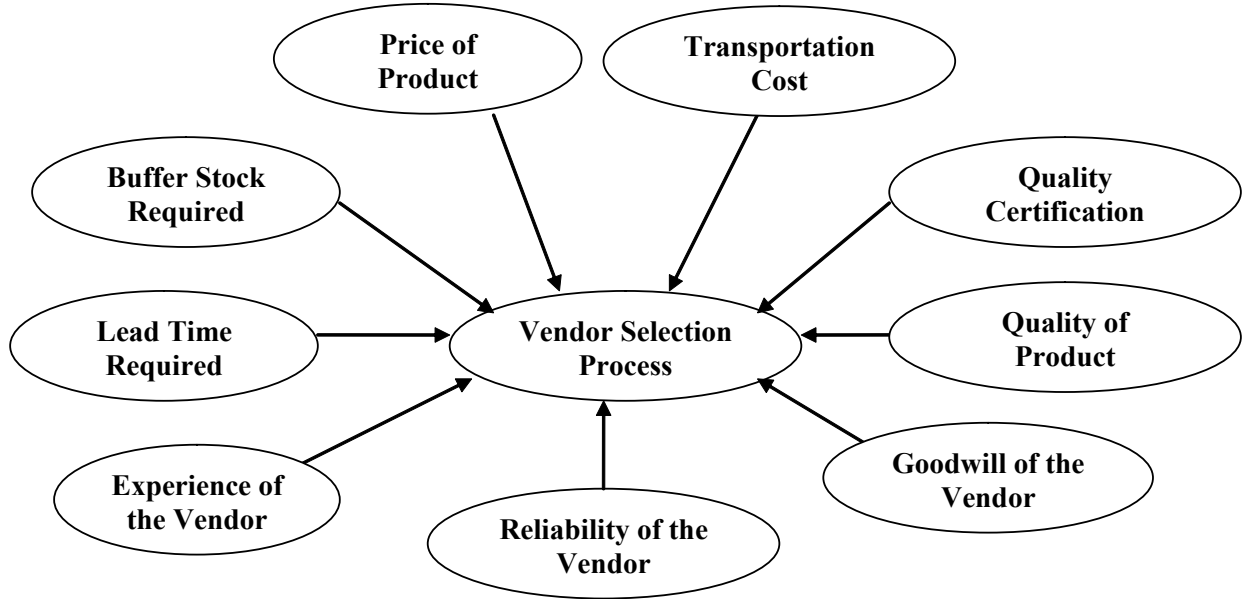 Price of
Product
Transportation
Cost
Buffer Stock
Required
Quality
Certification
Lead Time
Required
Vendor Selection
Process
Quality of
Product
Experience of
the Vendor
Reliability of the
Vendor
Goodwill of the
Vendor